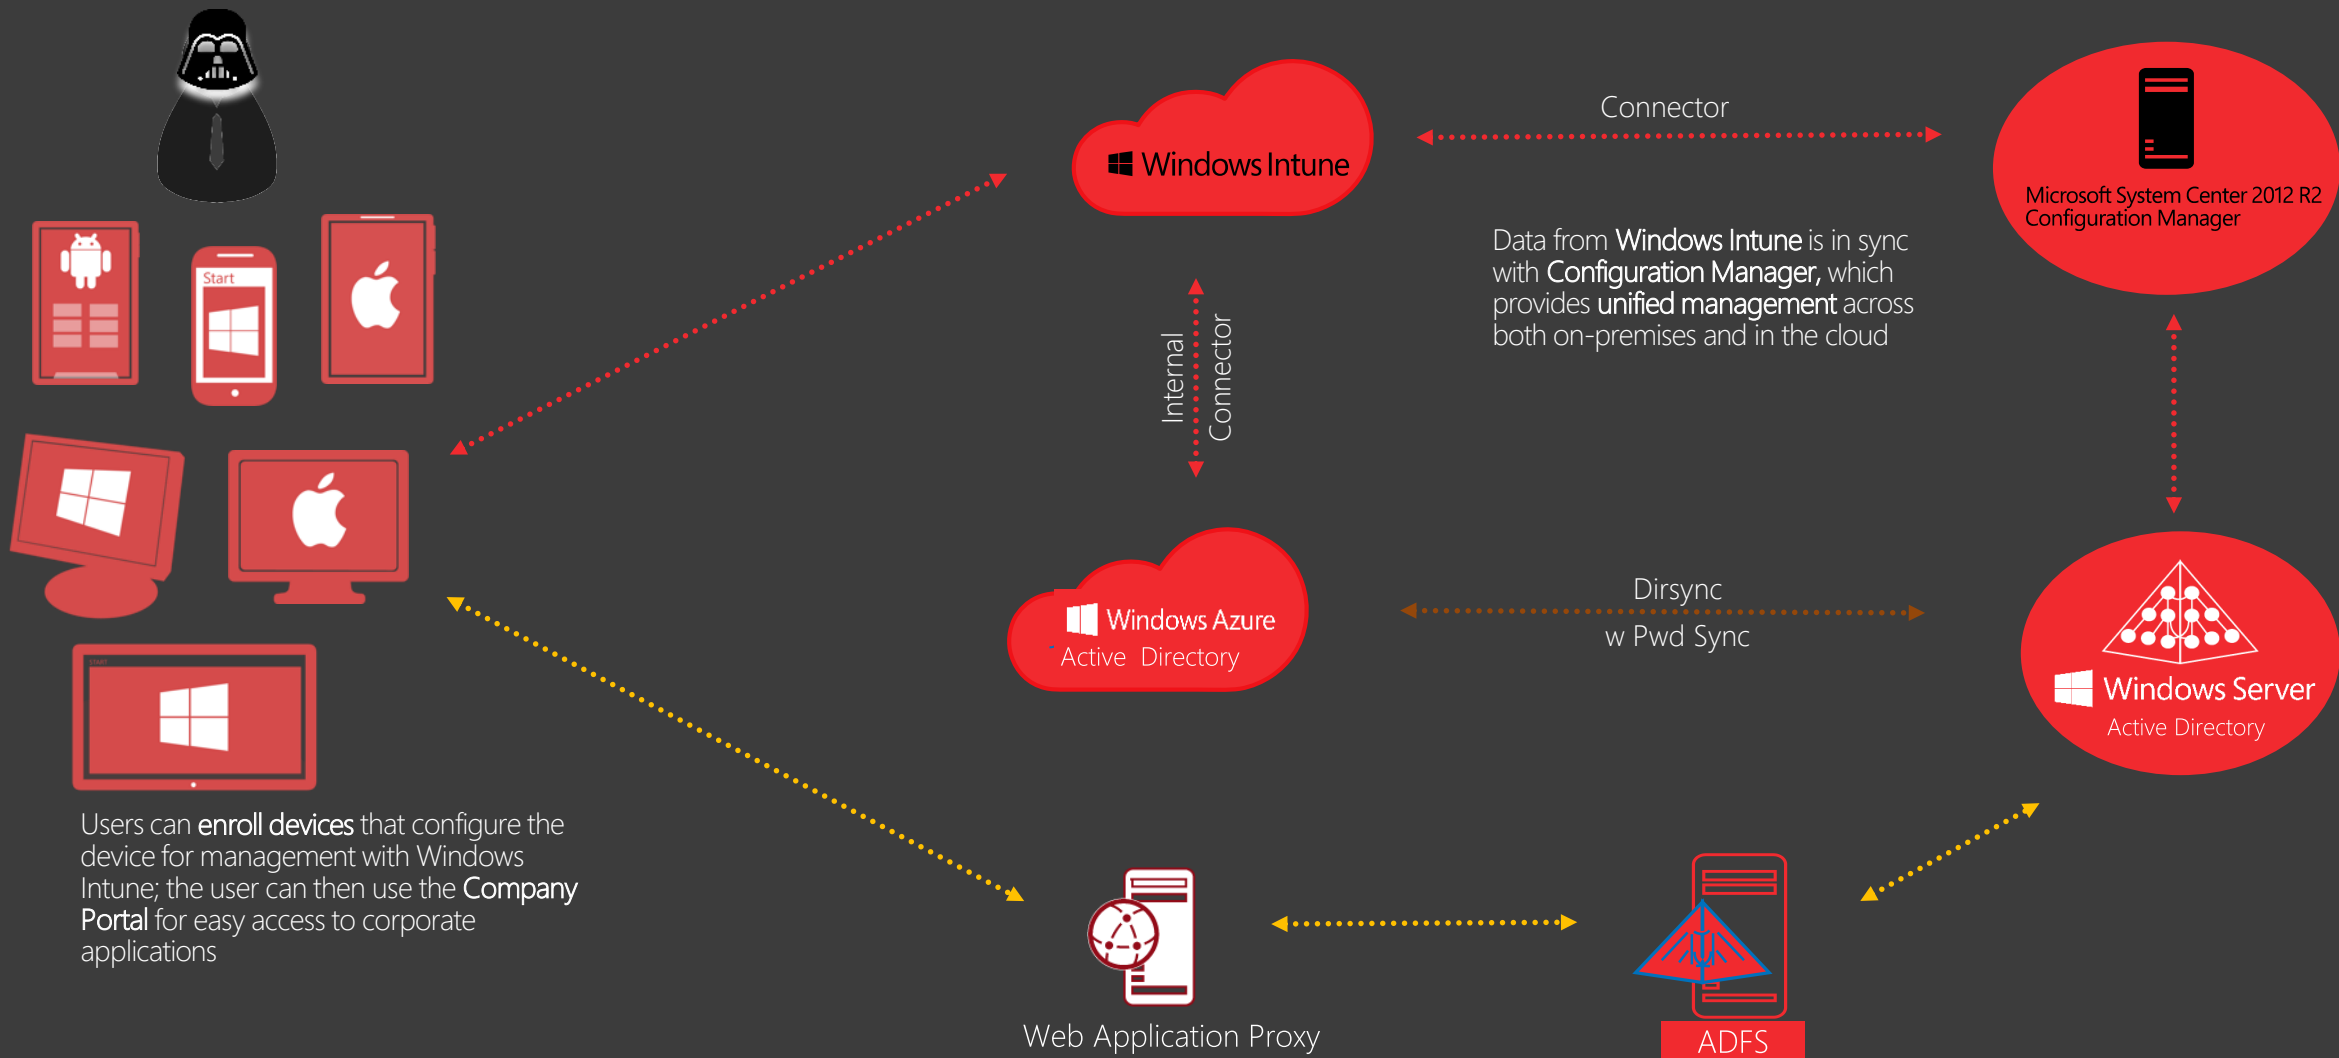 Start
START
Users can enroll devices that configure the
device for management with Windows
Intune; the user can then use the Company
Portal for easy access to corporate
applications
Windows Intune
Internal
Connector
Windows Azure
Active Directory
Connector
Data from Windows Intune is in sync
with Configuration Manager, which
provides unified management across
both on-premises and in the cloud
Microsoft System Center 2012 R2
Configuration Manager
Dirsync
w Pwd Sync
Windows Server
Active Directory
Web Application Proxy
ADFS